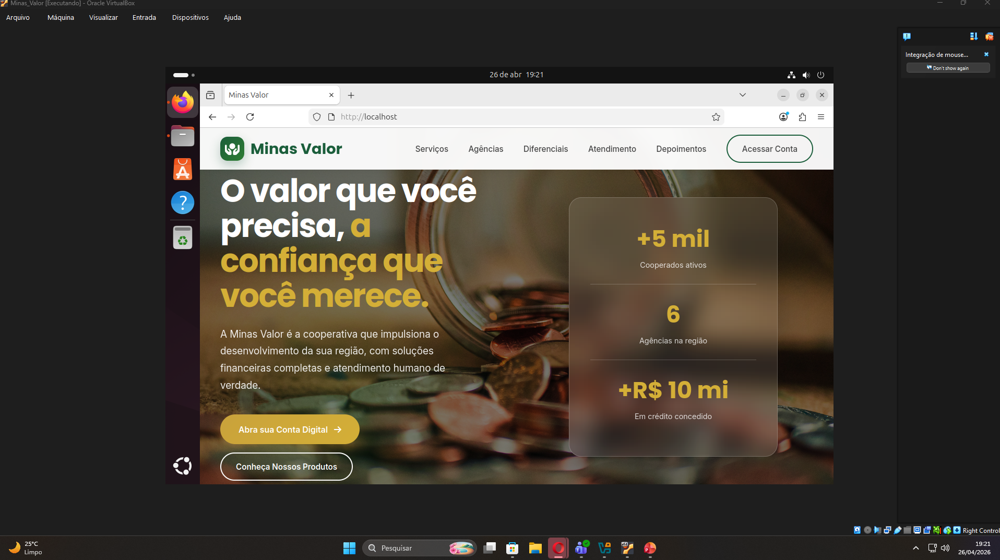 Minas_Valor [Executando] - Oracle VirtualBox
Arquivo Máquina Visualizar Entrada Dispositivos Ajuda
Integração de mouse...
Don't show again
26 de abr 19:21
Minas Valor
http://localhost
Minas Valor
Serviços Agências Diferenciais Atendimento Depoimentos Acessar Conta
O valor que você
precisa, a
confiança que
você merece.
A Minas Valor é a cooperativa que impulsiona o
desenvolvimento da sua região, com soluções
financeiras completas e atendimento humano de
verdade.
Abra sua Conta Digital →
Conheça Nossos Produtos
+5 mil
Cooperados ativos
6
Agências na região
+R$ 10 mi
Em crédito concedido
Right Control
25°C
Limpo
Pesquisar
19:21
26/04/2026